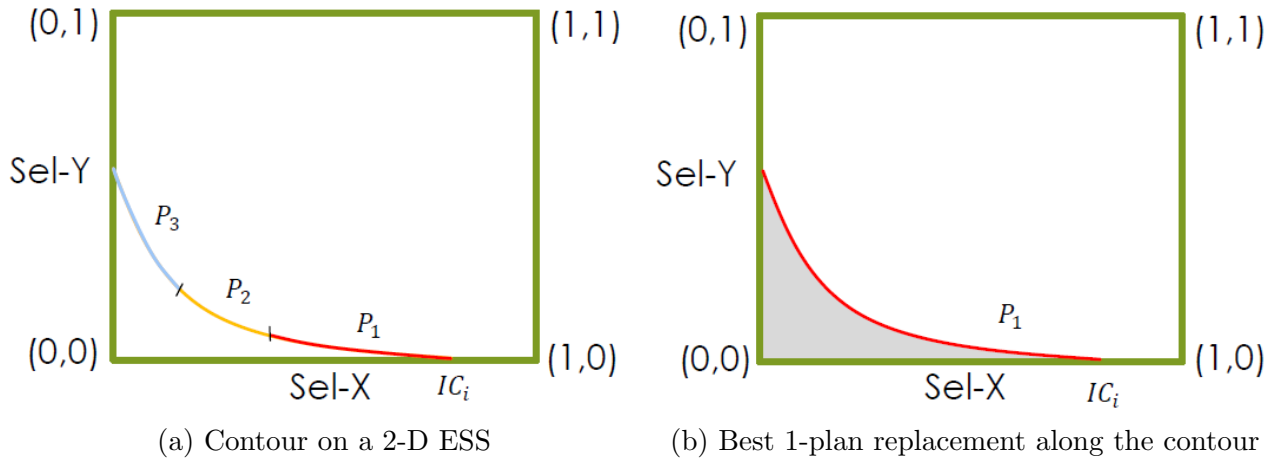 (0,1)
(1,1)
Sel-Y
P3
P2
P1
(0,0)
(1,0)
Sel-X
ICi
(a) Contour on a 2-D ESS
(0,1)
(1,1)
Sel-Y
P1
(0,0)
(1,0)
Sel-X
ICi
(b) Best 1-plan replacement along the contour